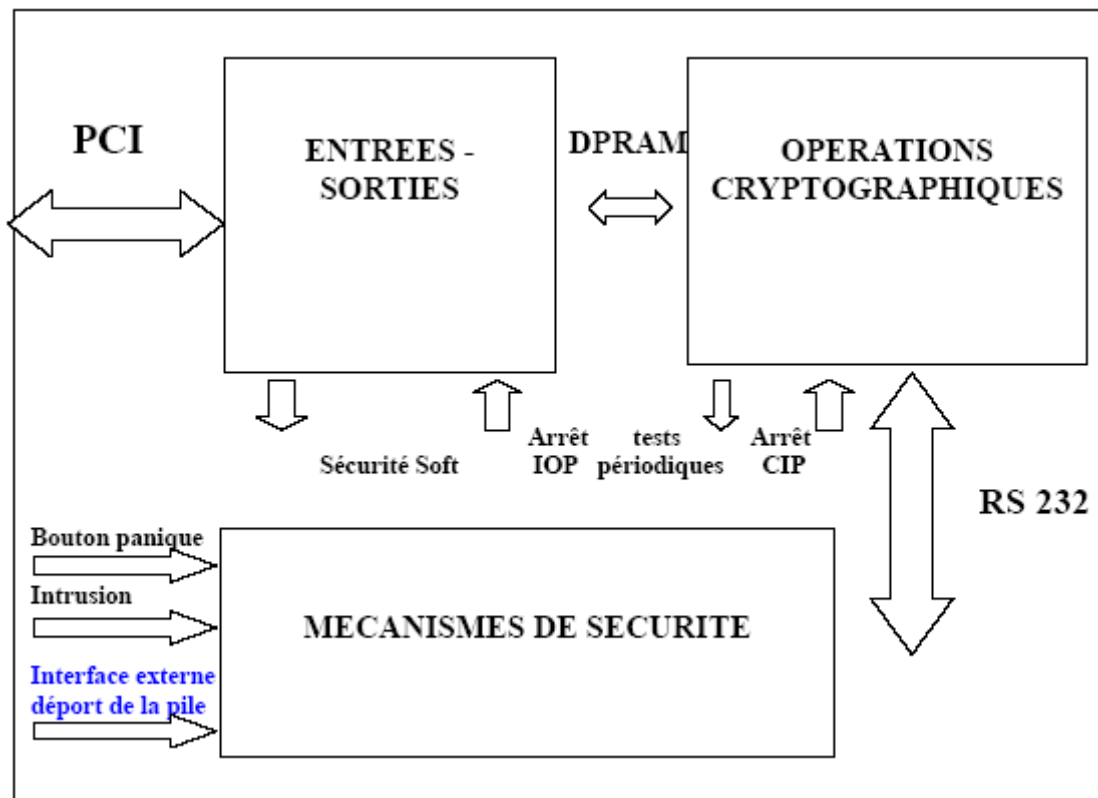 PCI
ENTREES -
SORTIES
DPRAM
OPERATIONS
CRYPTOGRAPHIQUES
Sécurité Soft
Arrêt
IOP
tests
périodiques
Arrêt
CIP
RS 232
Bouton panique
Intrusion
Interface externe
déport de la pile
MECANISMES DE SECURITE